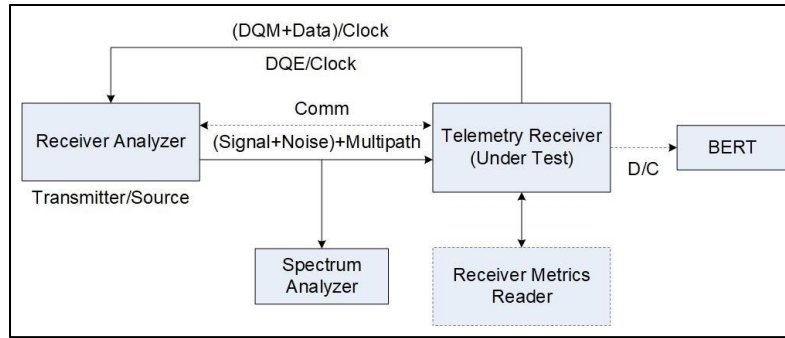 (DQM+Data)/Clock
DQE/Clock
Comm
Receiver Analyzer
(Signal+Noise)+Multipath
Telemetry Receiver
(Under Test)
BERT
D/C
Transmitter/Source
Spectrum
Analyzer
Receiver Metrics
Reader